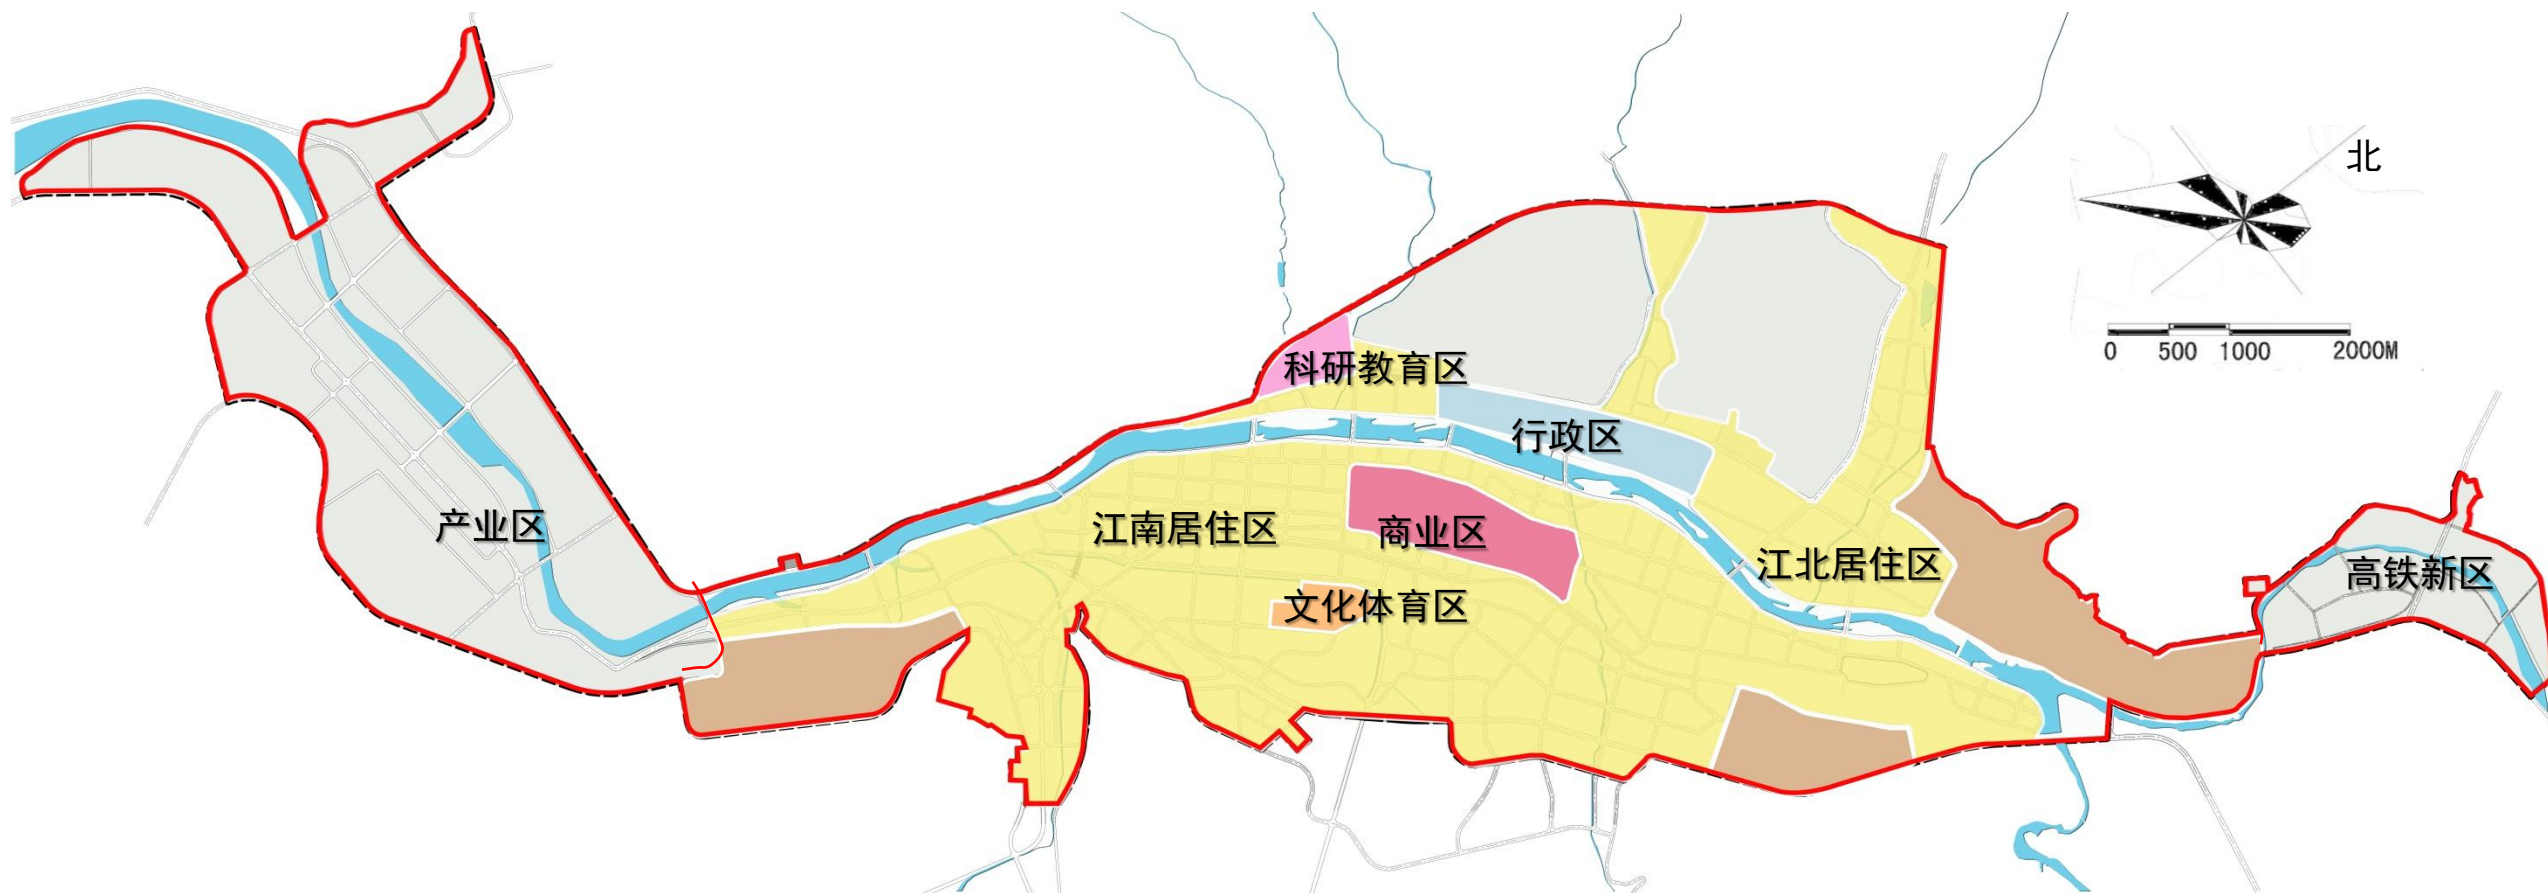 北
0 500 1000 2000M
科研教育区
行政区
产业区
江南居住区
商业区
江北居住区
高铁新区
文化体育区